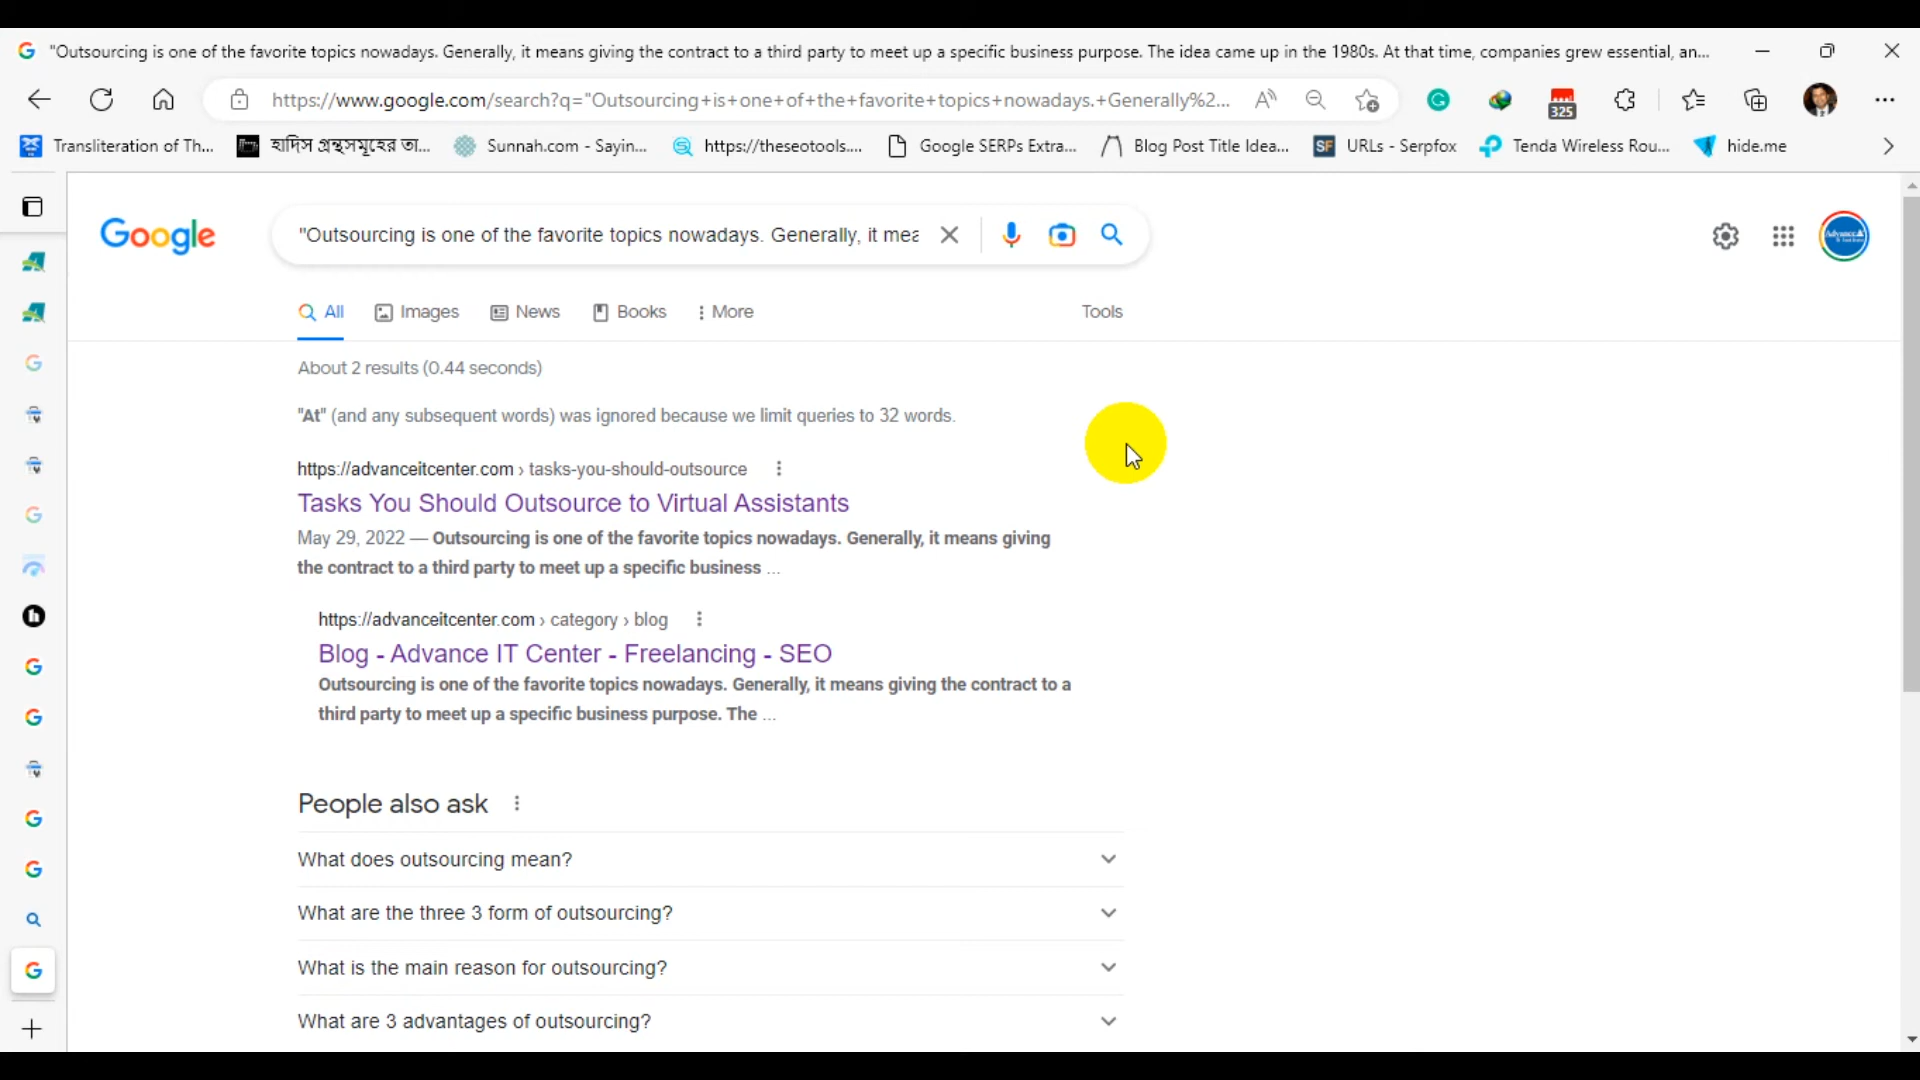 "Outsourcing is one of the favorite topics nowadays. Generally, it means giving the contract to a third party to meet up a specific business purpose. The idea came up in the 1980s. At that time, companies grew essential, an...
https://www.google.com/search?q="Outsourcing+is+one+of+the+favorite+topics+nowadays.+Generally%2...
325
Transliteration of Th...
হাদিস গ্রন্থসমূহের তা...
Sunnah.com - Sayin...
https://theseotools....
Google SERPs Extra...
Blog Post Title Idea...
SF URLs - Serpfox
Tenda Wireless Rou...
hide.me
Google
"Outsourcing is one of the favorite topics nowadays. Generally, it mea
Advance
All
Images
News
Books
More
Tools
About 2 results (0.44 seconds)
"At" (and any subsequent words) was ignored because we limit queries to 32 words.
https://advanceitcenter.com › tasks-you-should-outsource
Tasks You Should Outsource to Virtual Assistants
May 29, 2022 — Outsourcing is one of the favorite topics nowadays. Generally, it means giving
the contract to a third party to meet up a specific business ...
https://advanceitcenter.com › category › blog
Blog - Advance IT Center - Freelancing - SEO
Outsourcing is one of the favorite topics nowadays. Generally, it means giving the contract to a
third party to meet up a specific business purpose. The ...
People also ask
What does outsourcing mean?
What are the three 3 form of outsourcing?
What is the main reason for outsourcing?
What are 3 advantages of outsourcing?